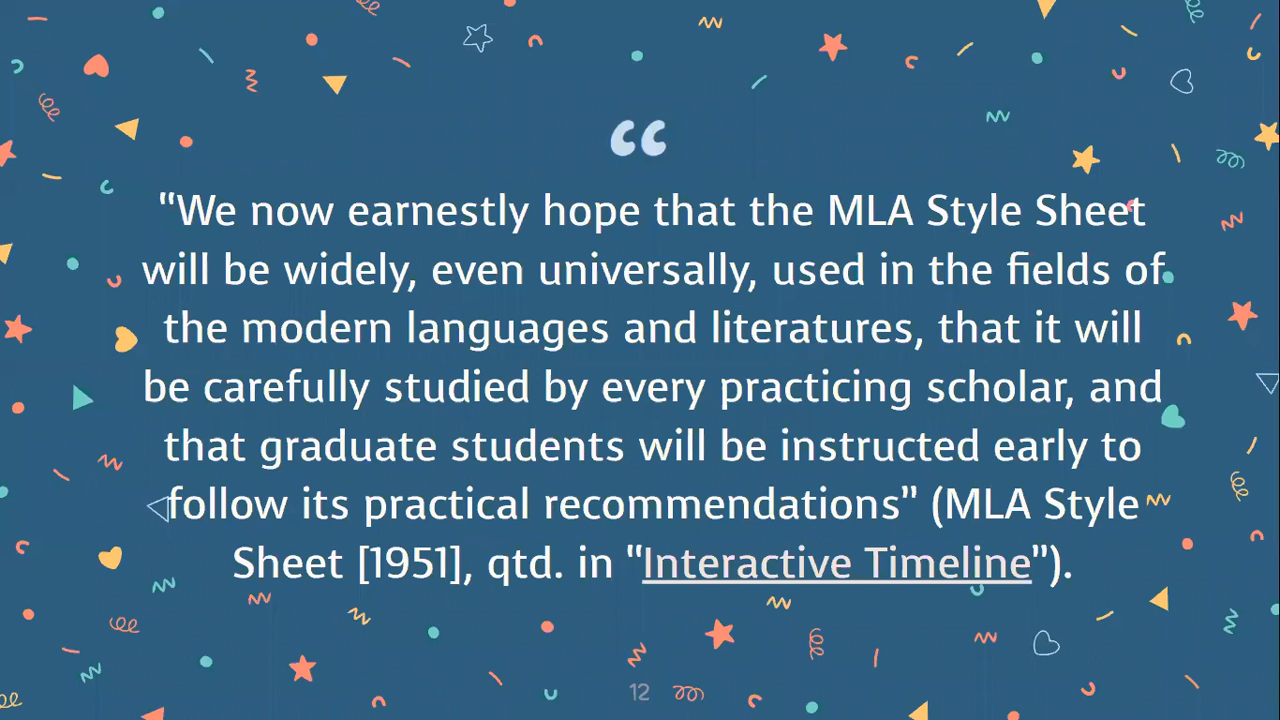 “
“We now earnestly hope that the MLA Style Sheet
will be widely, even universally, used in the fields of
the modern languages and literatures, that it will
be carefully studied by every practicing scholar, and
that graduate students will be instructed early to
follow its practical recommendations” (MLA Style
Sheet [1951], qtd. in “Interactive Timeline”).
12